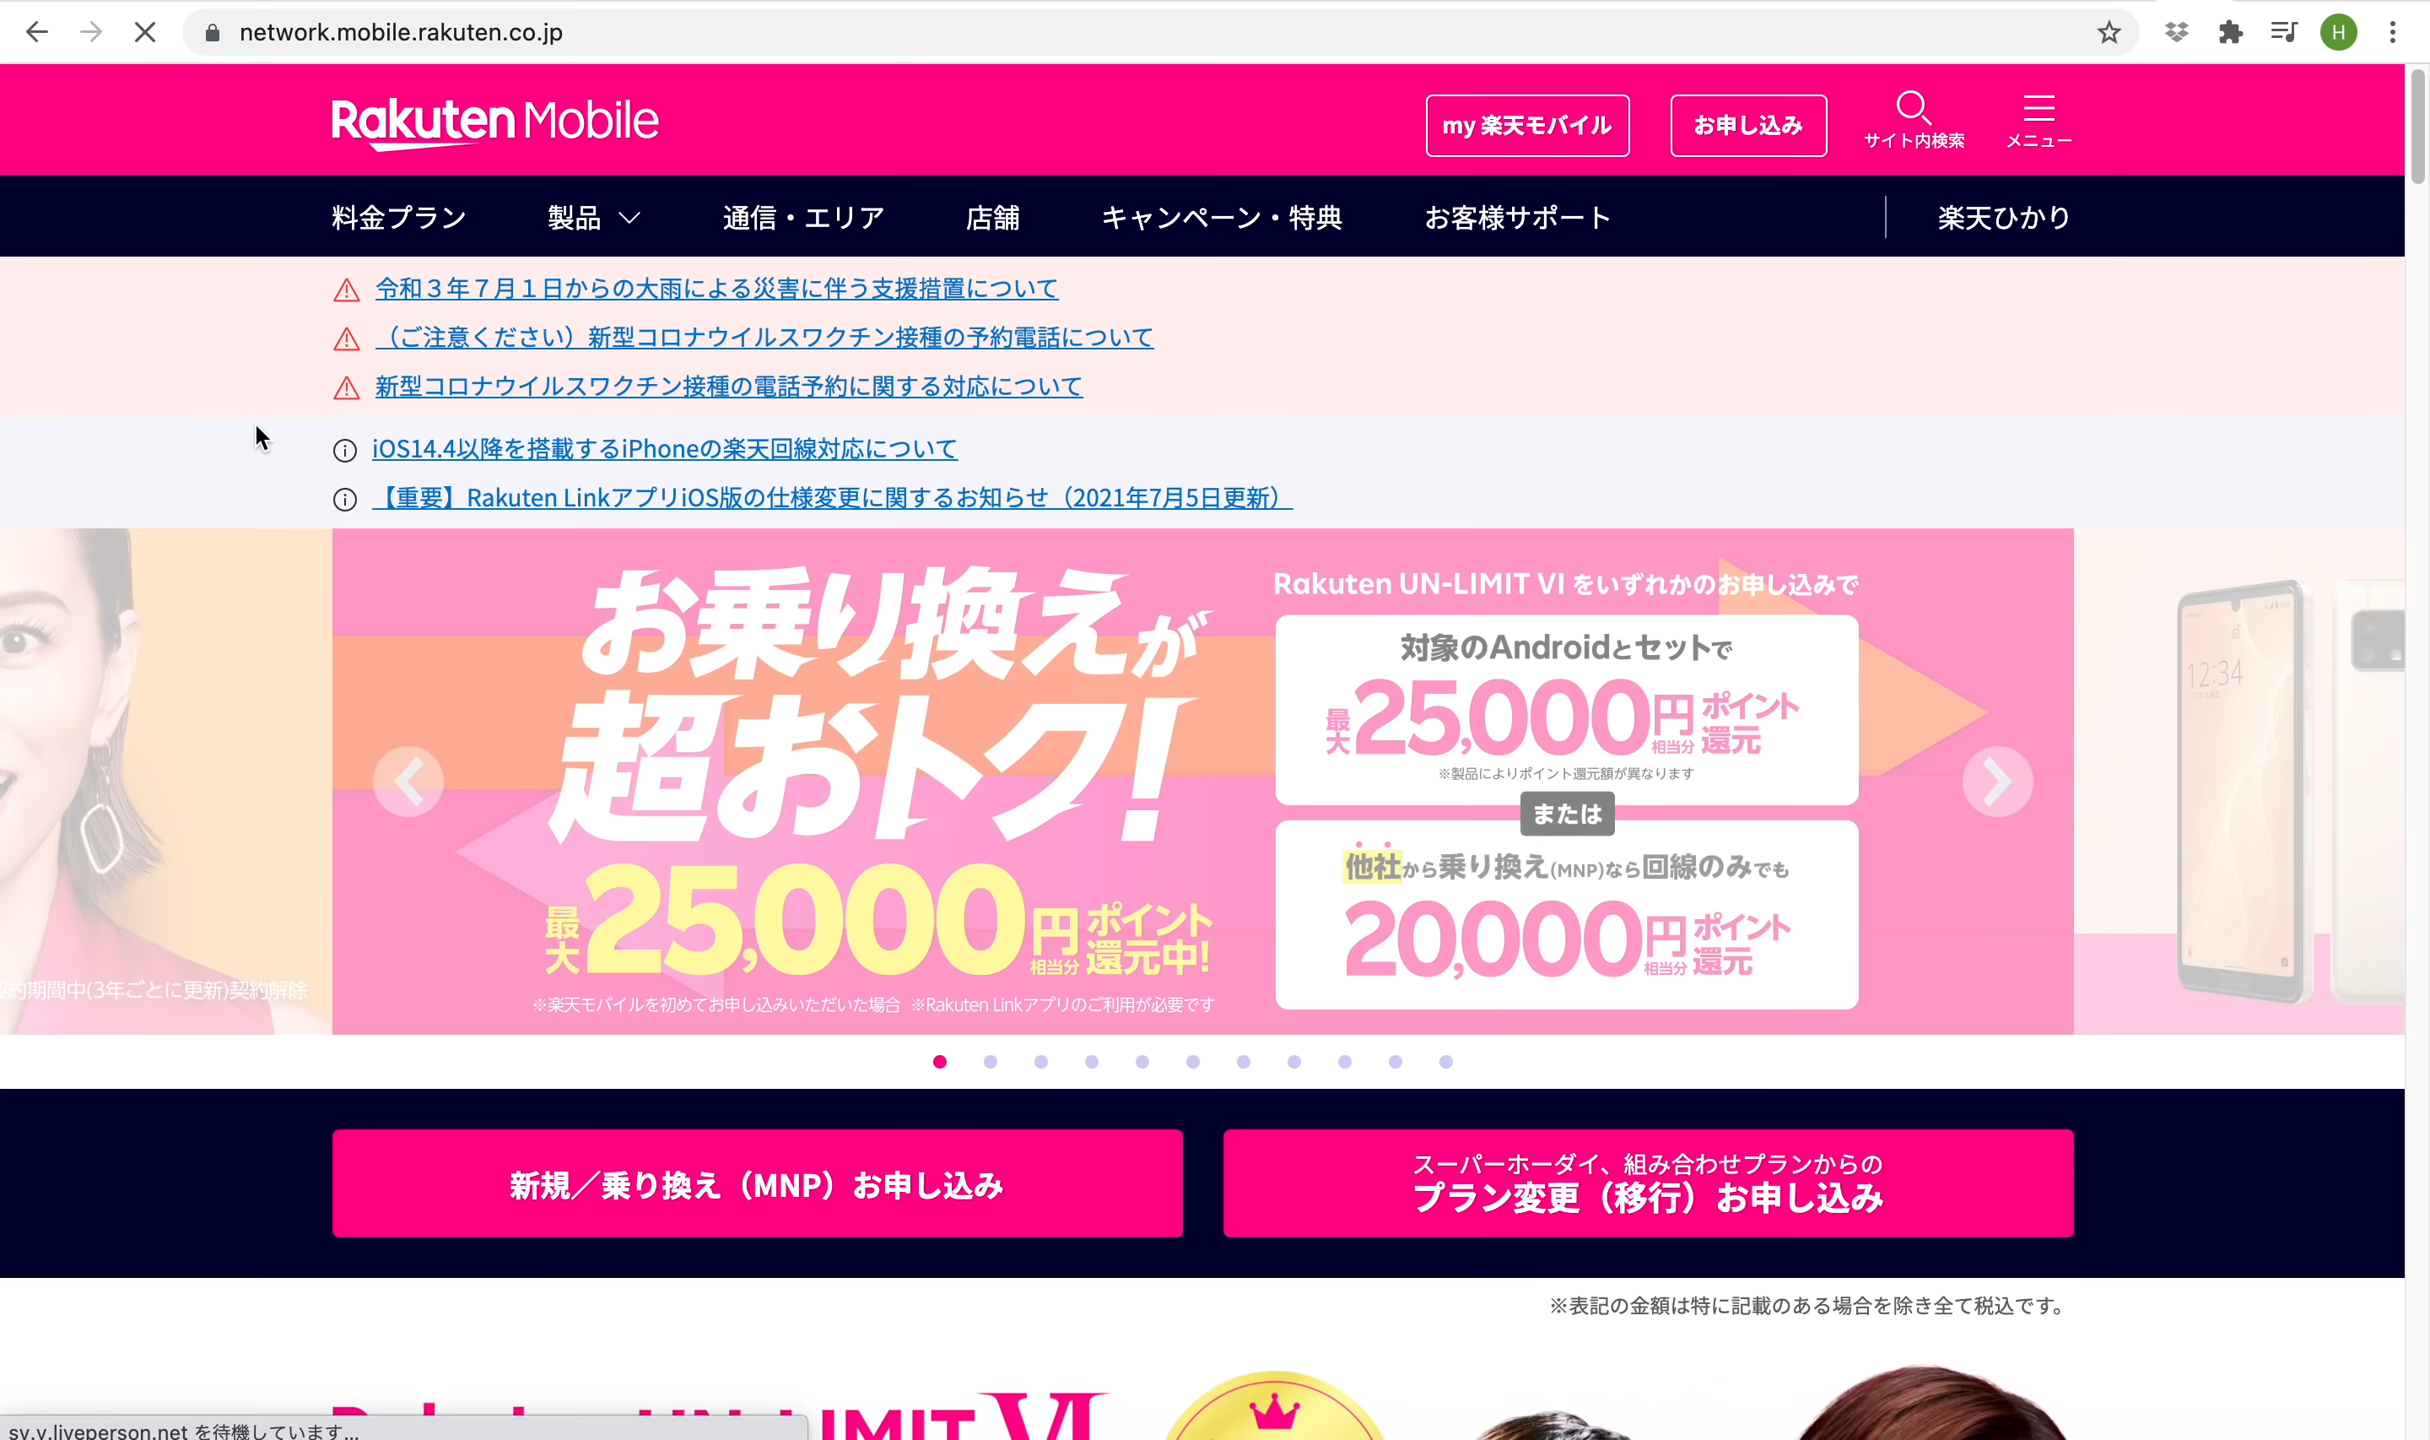 network.mobile.rakuten.co.jp
H
Rakuten Mobile
my 楽天モバイル
お申し込み
サイト内検索
メニュー
料金プラン
製品
通信・エリア
店舗
キャンペーン・特典
お客様サポート
楽天ひかり
令和３年７月１日からの大雨による災害に伴う支援措置について
（ご注意ください）新型コロナウイルスワクチン接種の予約電話について
新型コロナウイルスワクチン接種の電話予約に関する対応について
iOS14.4以降を搭載するiPhoneの楽天回線対応について
【重要】Rakuten LinkアプリiOS版の仕様変更に関するお知らせ（2021年7月5日更新）
お乗り換えが
超おトク!
最大25,000円相当分ポイント還元中!
※楽天モバイルを初めてお申し込みいただいた場合 ※Rakuten Linkアプリのご利用が必要です
Rakuten UN-LIMIT VI をいずれかのお申し込みで
対象のAndroidとセットで
最大25,000円相当分ポイント還元
※製品によりポイント還元額が異なります
または
他社から乗り換え(MNP)なら回線のみでも
20,000円相当分ポイント還元
約期間中(3年ごとに更新)契約解除
12:34
新規／乗り換え（MNP）お申し込み
スーパーホーダイ、組み合わせプランからの
プラン変更（移行）お申し込み
※表記の金額は特に記載のある場合を除き全て税込です。
UN-LIMIT VI
sv.v.liveperson.net を待機しています...